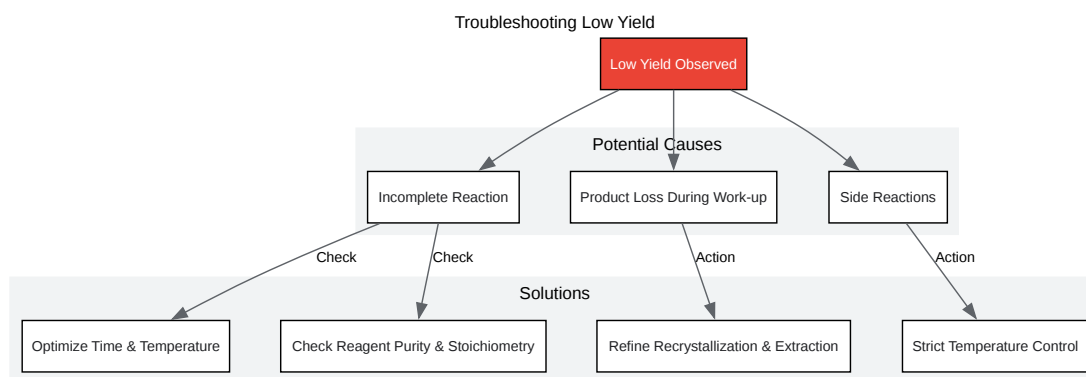 Troubleshooting Low Yield
Low Yield Observed
Potential Causes
Incomplete Reaction
Product Loss During Work-up
Side Reactions
Check
Check
Action
Action
Solutions
Optimize Time & Temperature
Check Reagent Purity & Stoichiometry
Refine Recrystallization & Extraction
Strict Temperature Control